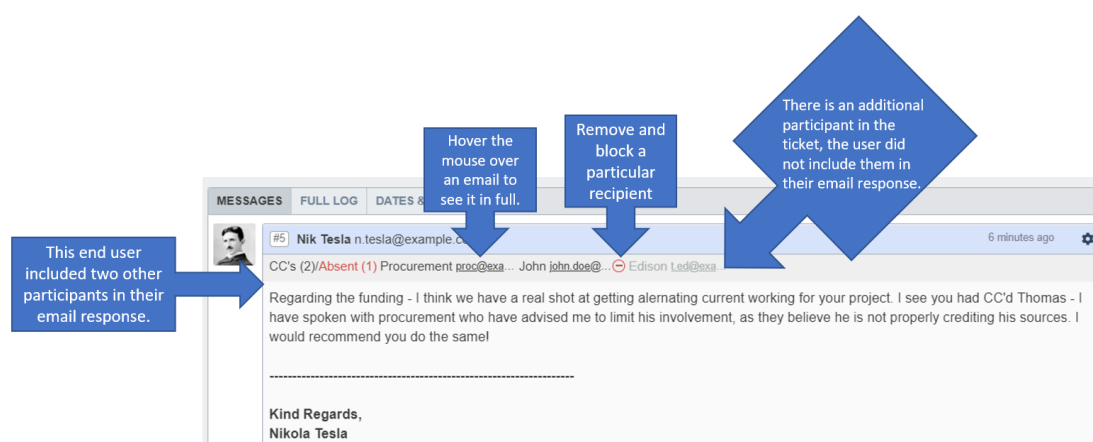 There is an additional
participant in the
ticket, the user did
not include them in
their email response.
Hover the
mouse over
an email to
see it in full.
Remove and
block a
particular
recipient
MESSAGES FULL LOG DATES &
This end user
included two other
participants in their
email response.
#5 Nik Tesla n.tesla@example.c 6 minutes ago
CC's (2)/Absent (1) Procurement proc@exa... John john.doe@... Edison t.ed@exa...
Regarding the funding - I think we have a real shot at getting alernating current working for your project. I see you had CC'd Thomas - I
have spoken with procurement who have advised me to limit his involvement, as they believe he is not properly crediting his sources. I
would recommend you do the same!
----------------------------------------------------------------
Kind Regards,
Nikola Tesla